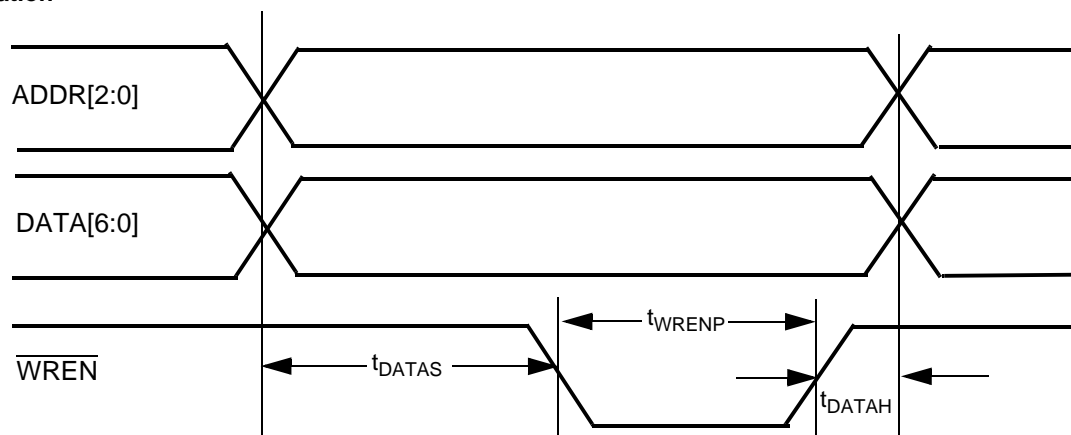 ADDR[2:0]
DATA[6:0]
tWRENP
WREN
tDATAS
tDATAH